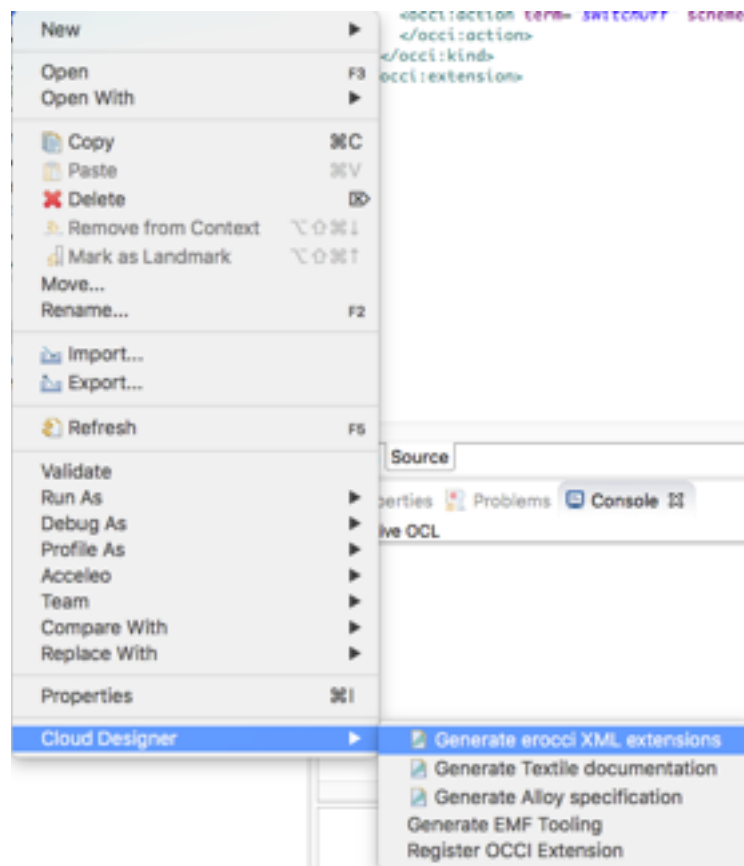 <occi:action term="switchOff" scheme
</occi:action>
</occi:kind>
occi:extension>
New
Open F3
Open With
Copy ⌘C
Paste ⌘V
Delete ⌦
Remove from Context ⌥⇧⌘↓
Mark as Landmark ⌥⇧⌘↑
Move...
Rename... F2
Import...
Export...
Refresh F5
Validate
Run As
Debug As
Profile As
Acceleo
Team
Compare With
Replace With
Properties ⌘I
Cloud Designer
Source
perties Problems Console
ive OCL
Generate erocci XML extensions
Generate Textile documentation
Generate Alloy specification
Generate EMF Tooling
Register OCCI Extension